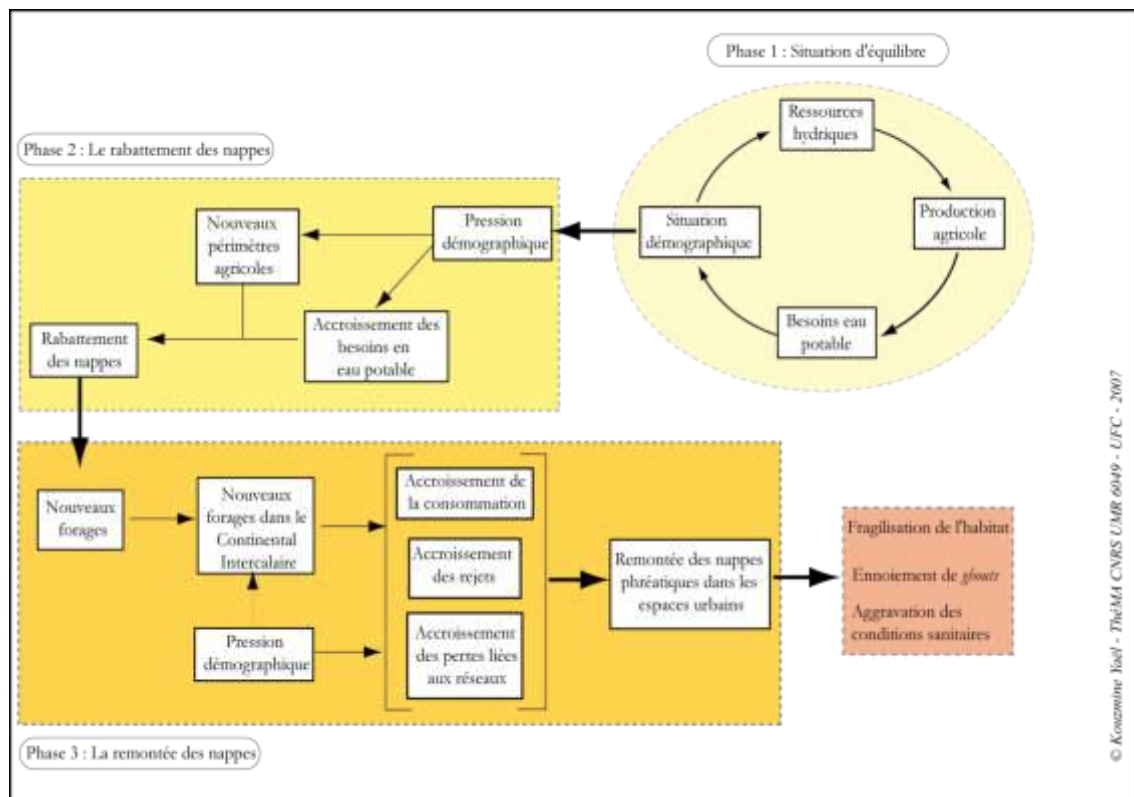 Phase 1 : Situation d'équilibre
Ressources
hydriques
Production
agricole
Besoins eau
potable
Situation
démographique
Phase 2 : Le rabattement des nappes
Pression
démographique
Nouveaux
périmètres
agricoles
Accroissement des
besoins en
eau potable
Rabattement
des nappes
Nouveaux
forages
Nouveaux
forages dans le
Continental
Intercalaire
Pression
démographique
Accroissement de
la consommation
Accroissement
des rejets
Accroissement
des pertes liées
aux réseaux
Remontée des nappes
phréatiques dans les
espaces urbains
Fragilisation de l'habitat
Ennoiement de ghouts
Aggravation des
conditions sanitaires
Phase 3 : La remontée des nappes
© Kouzmine Yaël - ThéMA CNRS UMR 6049 - UFC - 2007